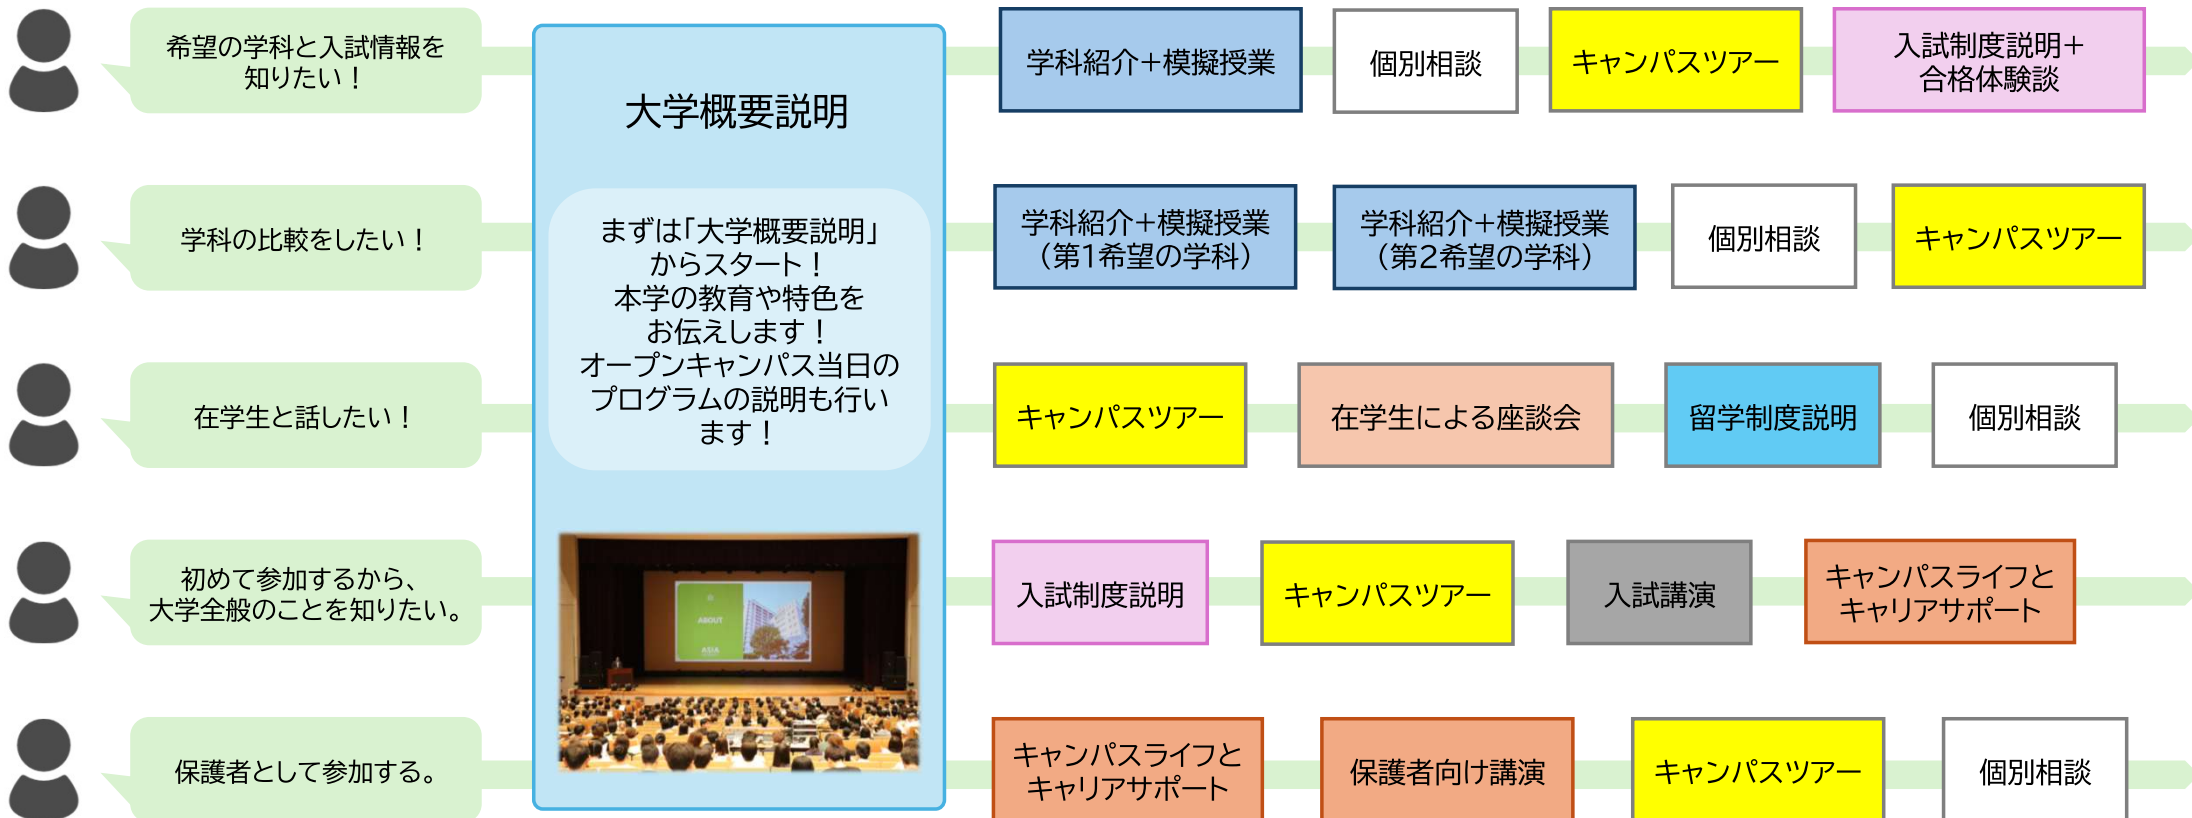 希望の学科と入試情報を
知りたい！
大学概要説明
まずは「大学概要説明」
からスタート！
本学の教育や特色を
お伝えします！
オープンキャンパス当日の
プログラムの説明も行い
ます！
ABOUT
ASIA
学科紹介＋模擬授業
個別相談
キャンパスツアー
入試制度説明＋
合格体験談
学科の比較をしたい！
学科紹介＋模擬授業
（第1希望の学科）
学科紹介＋模擬授業
（第2希望の学科）
個別相談
キャンパスツアー
在学生と話したい！
キャンパスツアー
在学生による座談会
留学制度説明
個別相談
初めて参加するから、
大学全般のことを知りたい。
入試制度説明
キャンパスツアー
入試講演
キャンパスライフと
キャリアサポート
保護者として参加する。
キャンパスライフと
キャリアサポート
保護者向け講演
キャンパスツアー
個別相談